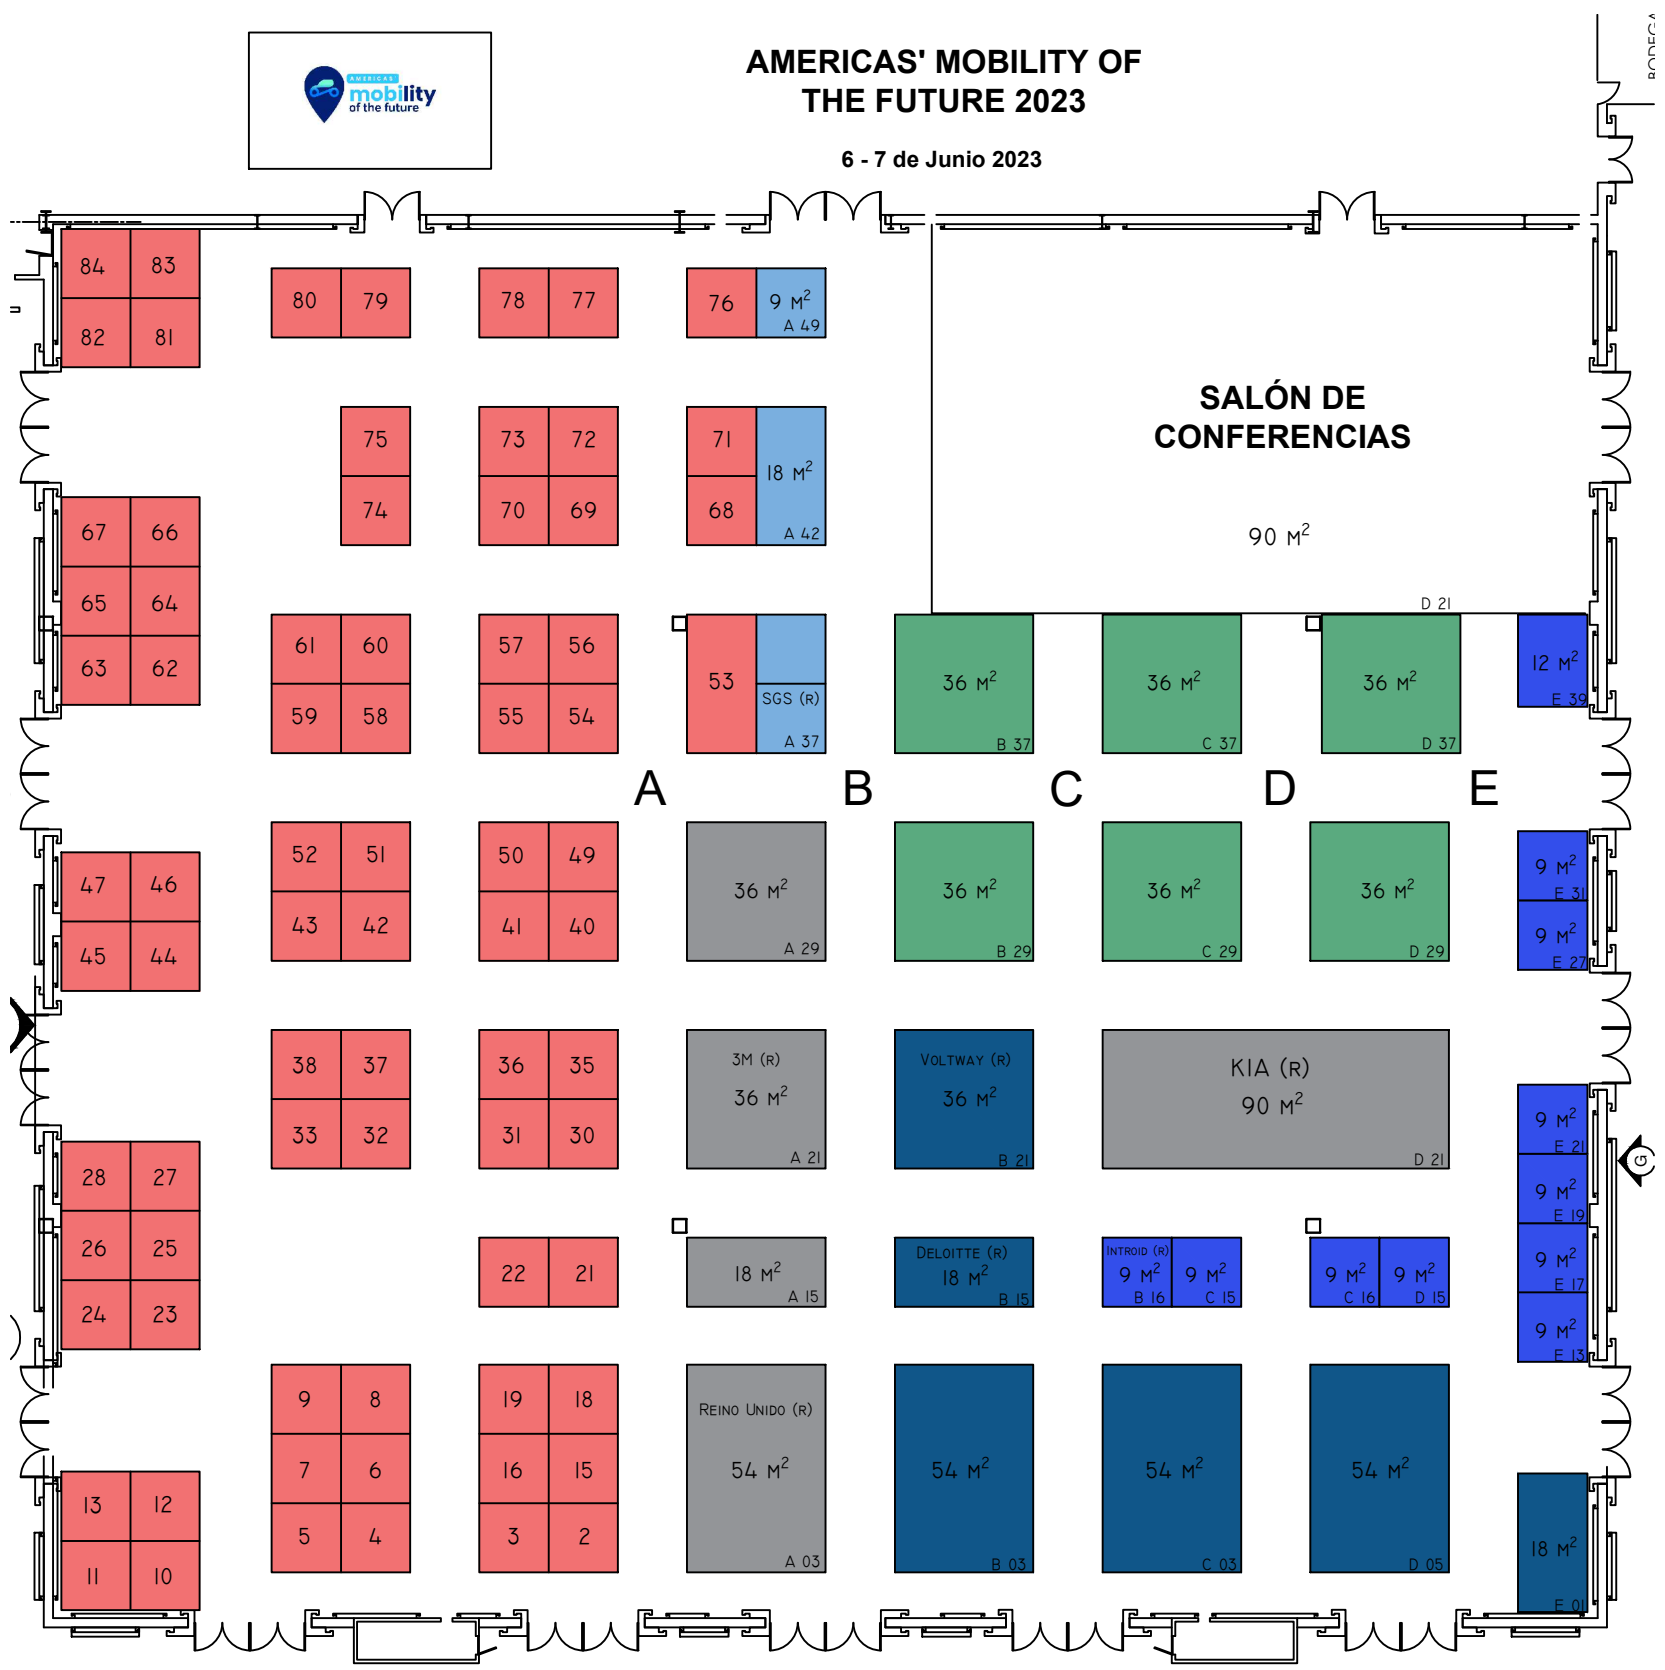 BODEGA
AMERICAS' MOBILITY OF
THE FUTURE 2023
6 - 7 de Junio 2023
AMERICAS
mobility
of the future
84 83
82 81
80 79
78 77
76 9 M²
A 49
75
74
73 72
70 69
71
68
18 M²
A 42
SALÓN DE
CONFERENCIAS
90 M²
D 21
67 66
65 64
63 62
61 60
59 58
57 56
55 54
53
SGS (R)
A 37
36 M²
B 37
36 M²
C 37
36 M²
D 37
12 M²
E 39
A B C D E
47 46
45 44
52 51
43 42
50 49
41 40
36 M²
A 29
36 M²
B 29
36 M²
C 29
36 M²
D 29
9 M²
E 31
9 M²
E 27
38 37
33 32
36 35
31 30
3M (R)
36 M²
A 21
VOLTWAY (R)
36 M²
B 21
KIA (R)
90 M²
D 21
9 M²
E 21
9 M²
E 19
9 M²
E 17
9 M²
E 13
G
28 27
26 25
24 23
22 21
18 M²
A 15
DELOITTE (R)
18 M²
B 15
INTROID (R)
9 M²
B 16
9 M²
C 15
9 M²
C 16
9 M²
D 15
9 8
7 6
5 4
19 18
16 15
3 2
REINO UNIDO (R)
54 M²
A 03
54 M²
B 03
54 M²
C 03
54 M²
D 05
18 M²
E 01
13 12
11 10